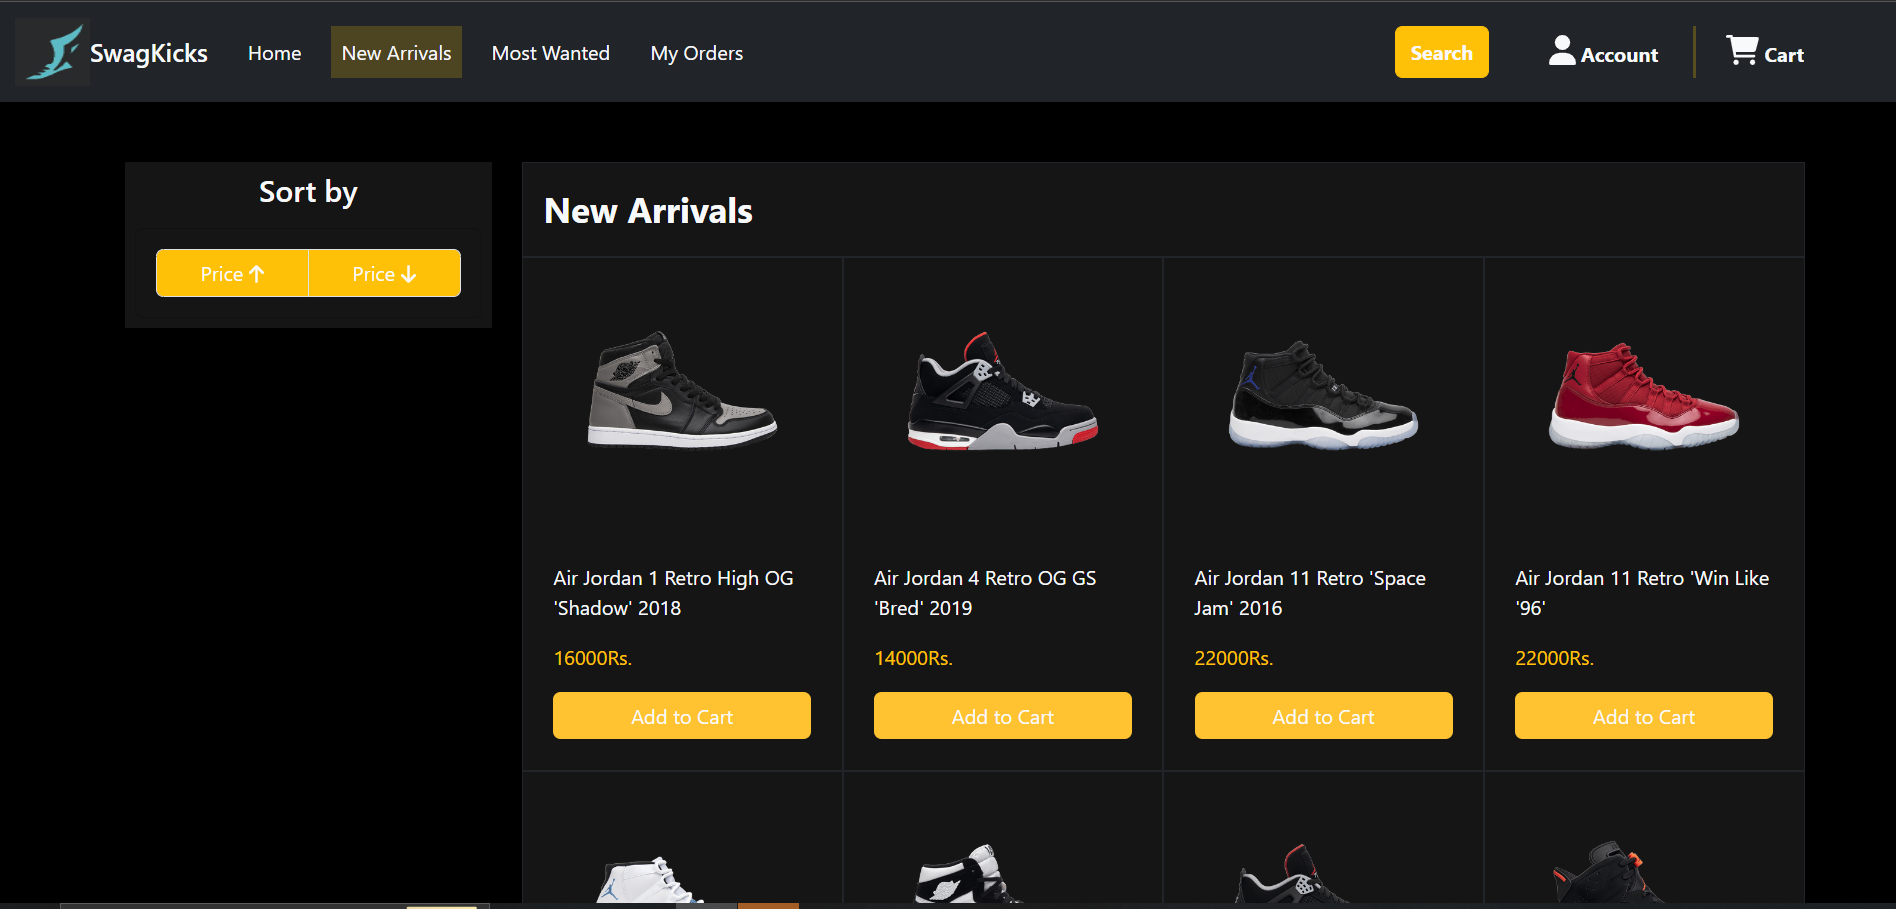 SwagKicks Home New Arrivals Most Wanted My Orders Search Account Cart
Sort by
Price Price
New Arrivals
Air Jordan 1 Retro High OG
'Shadow' 2018
16000Rs.
Add to Cart
Air Jordan 4 Retro OG GS
'Bred' 2019
14000Rs.
Add to Cart
Air Jordan 11 Retro 'Space
Jam' 2016
22000Rs.
Add to Cart
Air Jordan 11 Retro 'Win Like
'96'
22000Rs.
Add to Cart